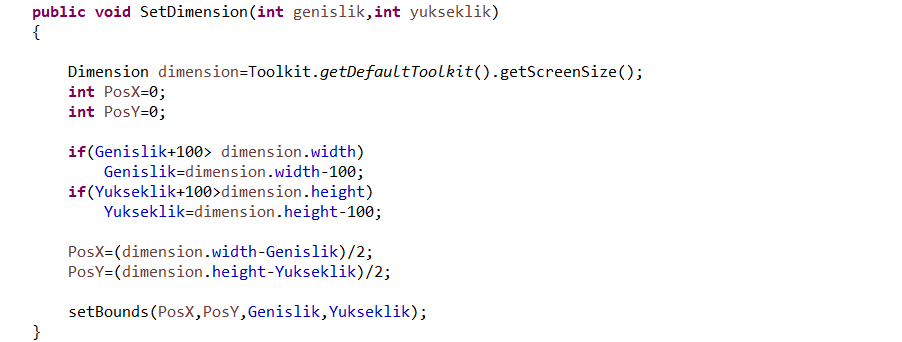 public void SetDimension(int genislik,int yukseklik)
{
Dimension dimension=Toolkit.getDefaultToolkit().getScreenSize();
int PosX=0;
int PosY=0;
if(Genislik+100> dimension.width)
Genislik=dimension.width-100;
if(Yukseklik+100>dimension.height)
Yukseklik=dimension.height-100;
PosX=(dimension.width-Genislik)/2;
PosY=(dimension.height-Yukseklik)/2;
setBounds(PosX,PosY,Genislik,Yukseklik);
}